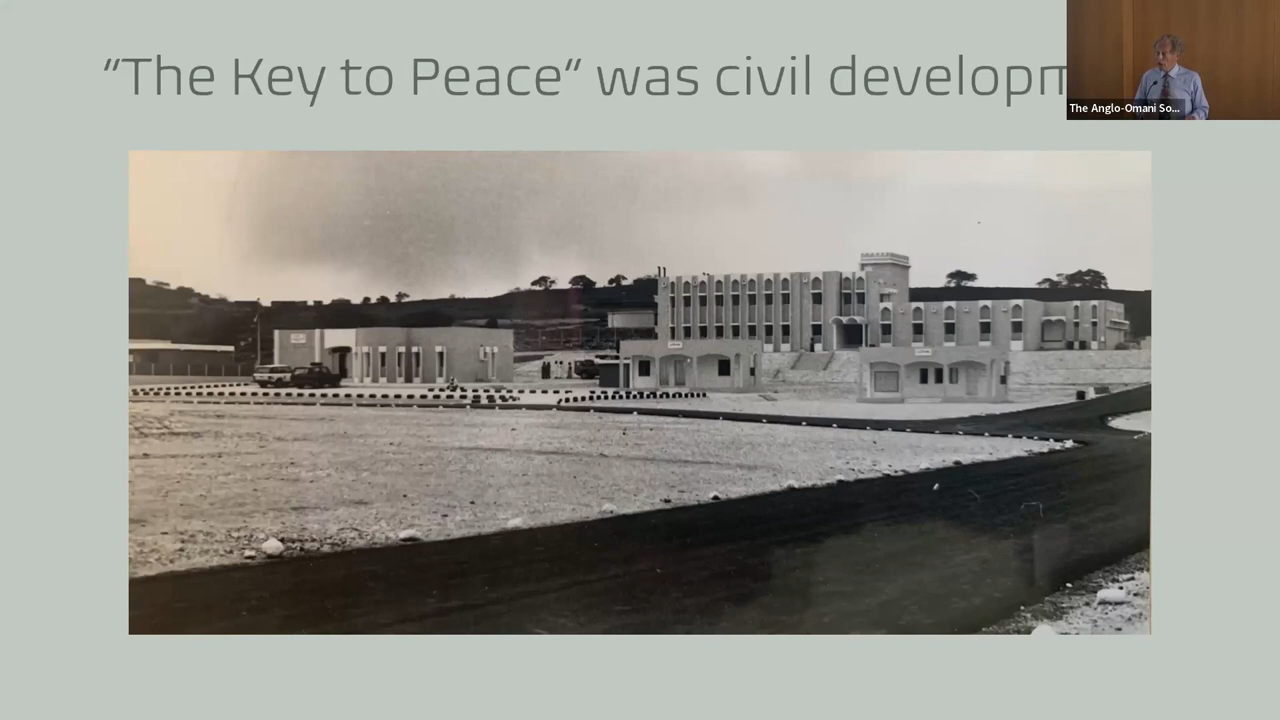 “The Key to Peace” was civil developm
The Anglo-Omani So...